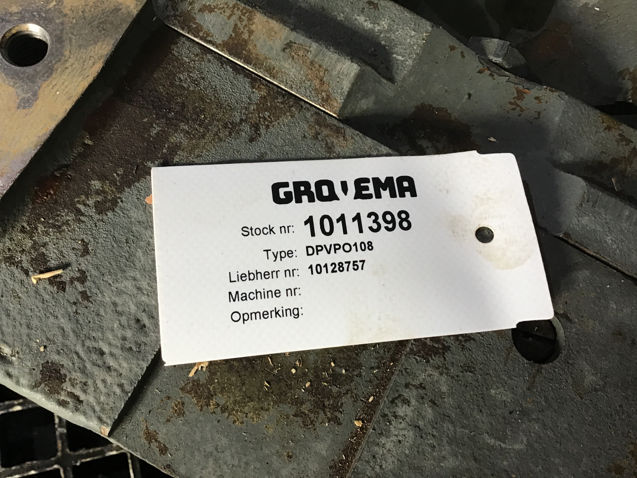 GROVEMA
Stock nr: 1011398
Type: DPVPO108
Liebherr nr: 10128757
Machine nr:
Opmerking: